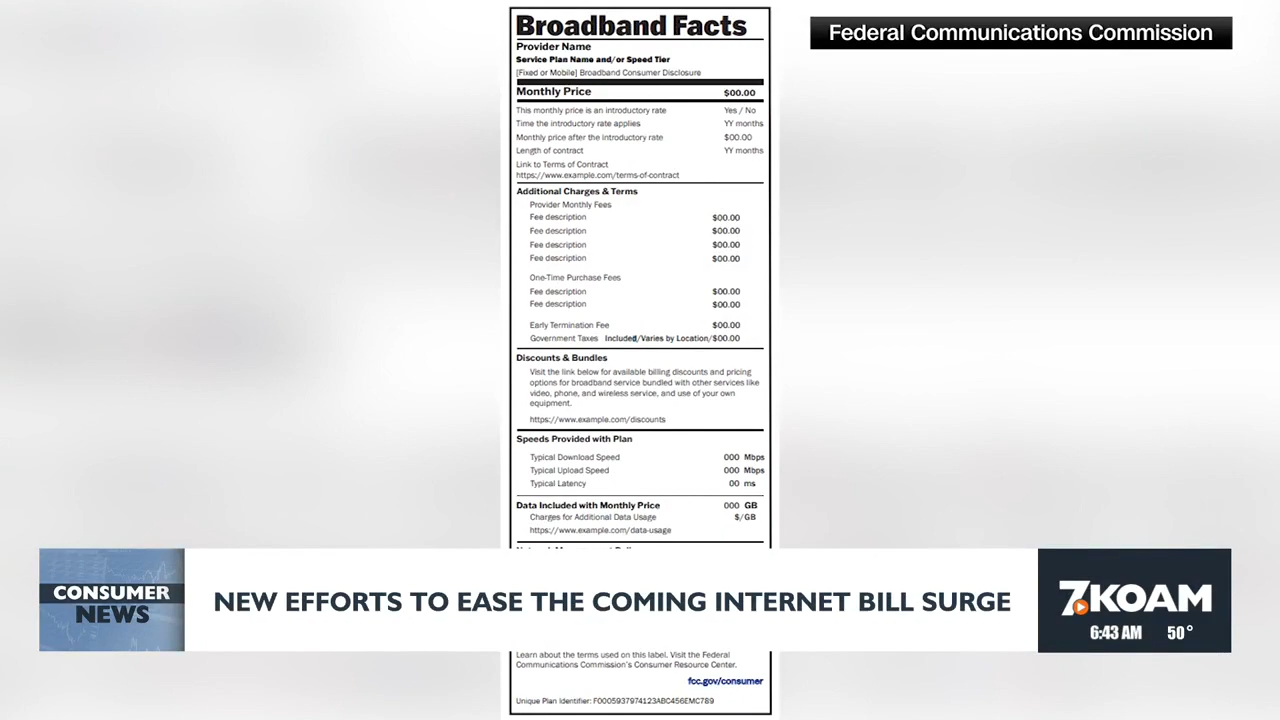 Broadband Facts
Federal Communications Commission
Provider Name
Service Plan Name and/or Speed Tier
[Fixed or Mobile] Broadband Consumer Disclosure
Monthly Price $00.00
This monthly price is an introductory rate Yes / No
Time the introductory rate applies YY months
Monthly price after the introductory rate $00.00
Length of contract YY months
Link to Terms of Contract
https://www.example.com/terms-of-contract
Additional Charges & Terms
Provider Monthly Fees
Fee description $00.00
Fee description $00.00
Fee description $00.00
Fee description $00.00
One-Time Purchase Fees
Fee description $00.00
Fee description $00.00
Early Termination Fee $00.00
Government Taxes Included/Varies by Location/$00.00
Discounts & Bundles
Visit the link below for available billing discounts and pricing
options for broadband service bundled with other services like
video, phone, and wireless service, and use of your own
equipment.
https://www.example.com/discounts
Speeds Provided with Plan
Typical Download Speed 000 Mbps
Typical Upload Speed 000 Mbps
Typical Latency 00 ms
Data Included with Monthly Price 000 GB
Charges for Additional Data Usage $/GB
https://www.example.com/data-usage
CONSUMER
NEWS
NEW EFFORTS TO EASE THE COMING INTERNET BILL SURGE
7KOAM
6:43 AM 50°
Learn about the terms used on this label. Visit the Federal
Communications Commission's Consumer Resource Center.
fcc.gov/consumer
Unique Plan Identifier: F0005937974123ABC456EMC789